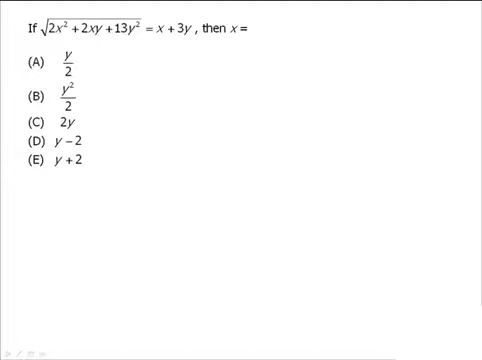 If √(2x² + 2xy + 13y²) = x + 3y , then x =
(A) y/2
(B) y²/2
(C) 2y
(D) y – 2
(E) y + 2